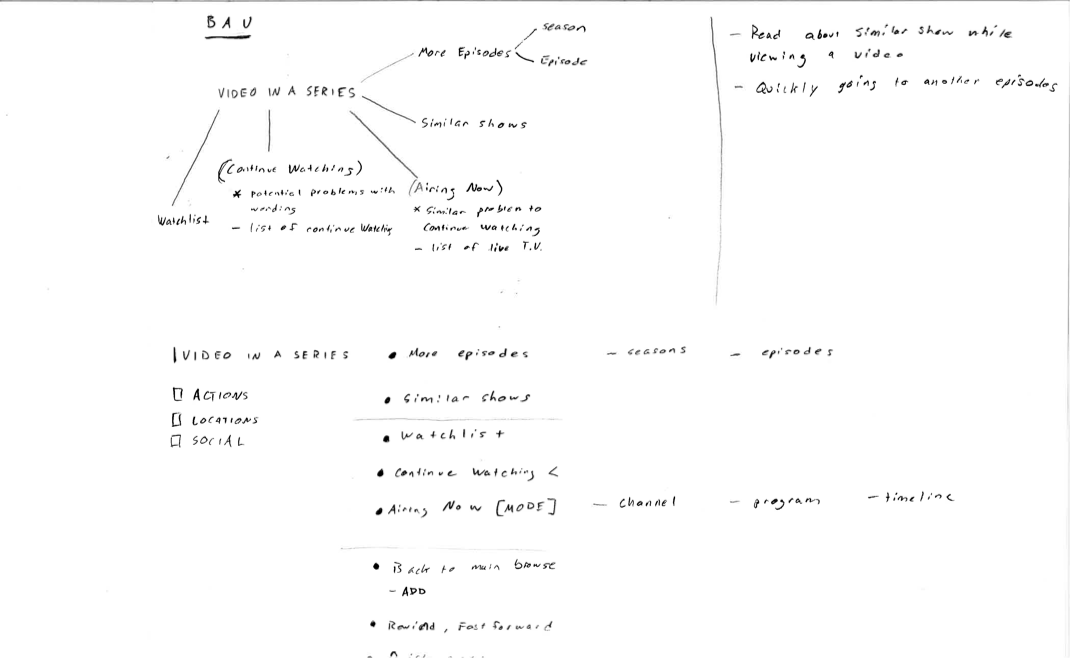 BAU
season
More Episodes
Episode
VIDEO IN A SERIES
Similar shows
(Continue Watching)
* potential problems with
wording
- list of continue Watchig
Watchlist
(Airing Now)
* Similar problem to
Continue watching
- list of live T.V.
- Read about similar show while
viewing a video
- Quickly going to another episodes
VIDEO IN A SERIES
ACTIONS
LOCATIONS
SOCIAL
• More episodes - seasons - episodes
• Similar shows
• Watchlist
• Continue Watching <
• Airing Now [MODE] - Channel - program - timeline
• Back to main browse
- ADD
• Rewind, Fast forward